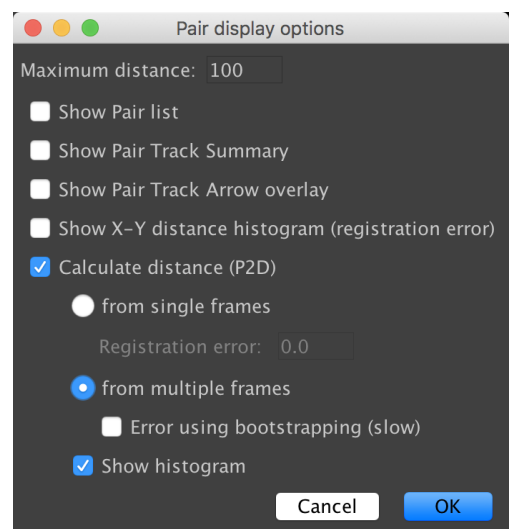 Pair display options
Maximum distance: 100
Show Pair list
Show Pair Track Summary
Show Pair Track Arrow overlay
Show X-Y distance histogram (registration error)
Calculate distance (P2D)
from single frames
Registration error: 0.0
from multiple frames
Error using bootstrapping (slow)
Show histogram
Cancel OK